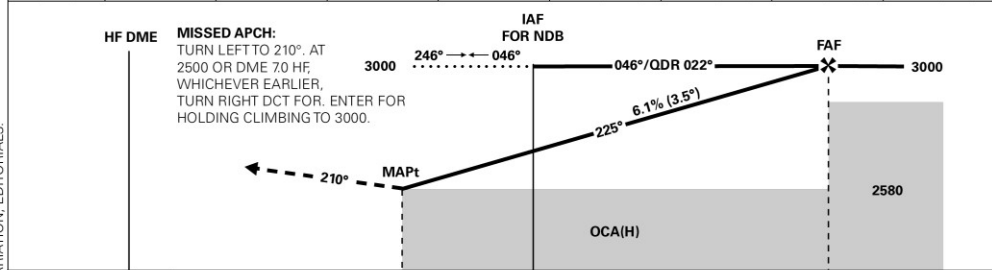 IAF
FOR NDB
HF DME
MISSED APCH:
TURN LEFT TO 210°. AT
2500 OR DME 7.0 HF,
WHICHEVER EARLIER,
TURN RIGHT DCT FOR. ENTER FOR
HOLDING CLIMBING TO 3000.
246° 046°
3000
046°/QDR 022°
FAF
3000
6.1% (3.5°)
225°
MAPt
210°
2580
OCA(H)
EDITORIALS.